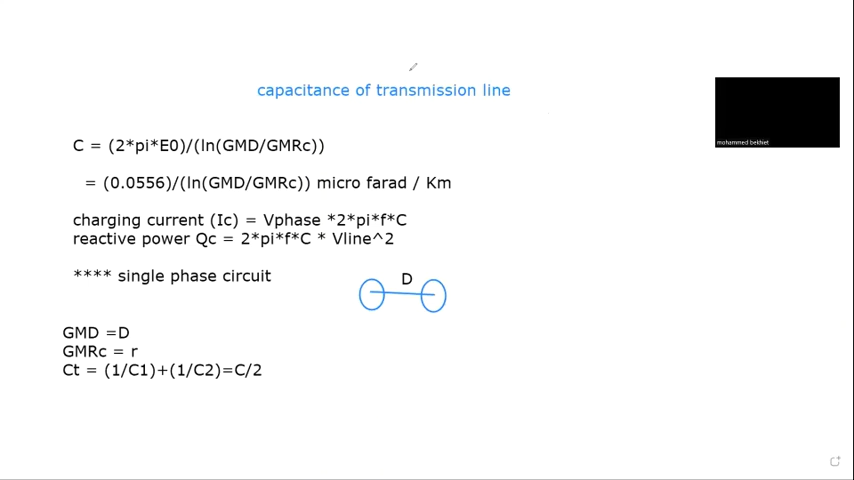 capacitance of transmission line
mohammed bekhiet
C = (2*pi*E0)/(ln(GMD/GMRc))
= (0.0556)/(ln(GMD/GMRc)) micro farad / Km
charging current (Ic) = Vphase *2*pi*f*C
reactive power Qc = 2*pi*f*C * Vline^2
**** single phase circuit
D
GMD =D
GMRc = r
Ct = (1/C1)+(1/C2)=C/2